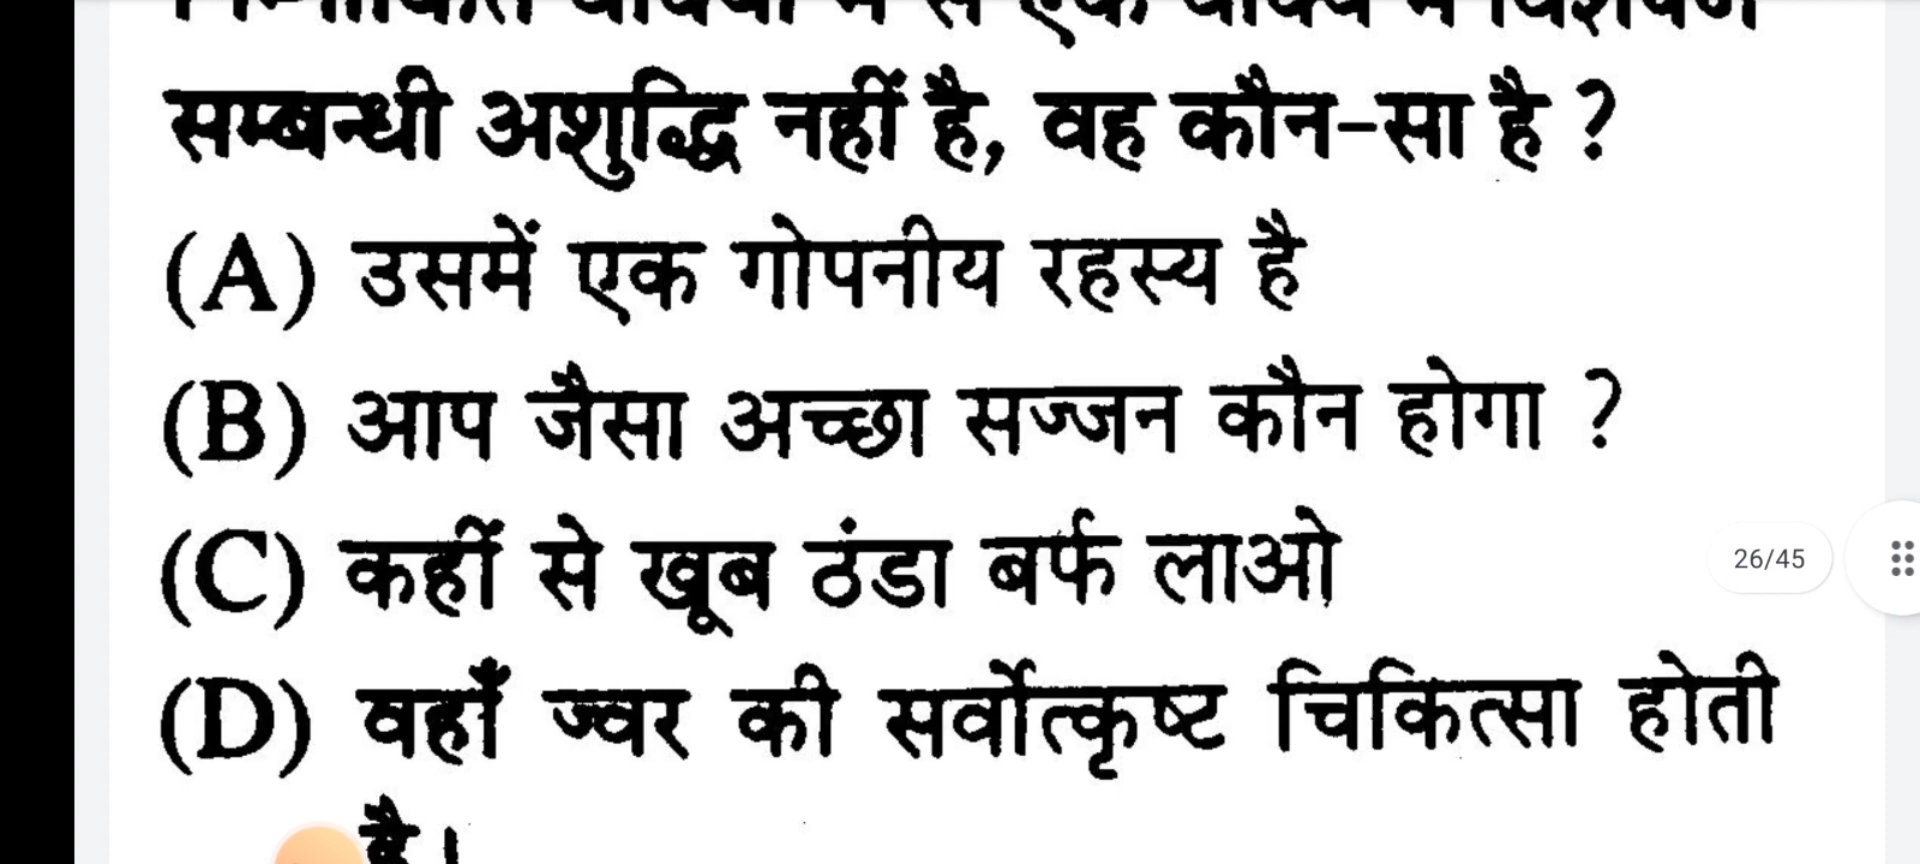 सम्बन्धी अशुद्धि नहीं है, वह कौन-सा है ?
(A) उसमें एक गोपनीय रहस्य है
(B) आप जैसा अच्छा सज्जन कौन होगा ?
(C) कहीं से खूब ठंडा बर्फ लाओ
26/45
(D) वहाँ ज्वर की सर्वोत्कृष्ट चिकित्सा होती
है।